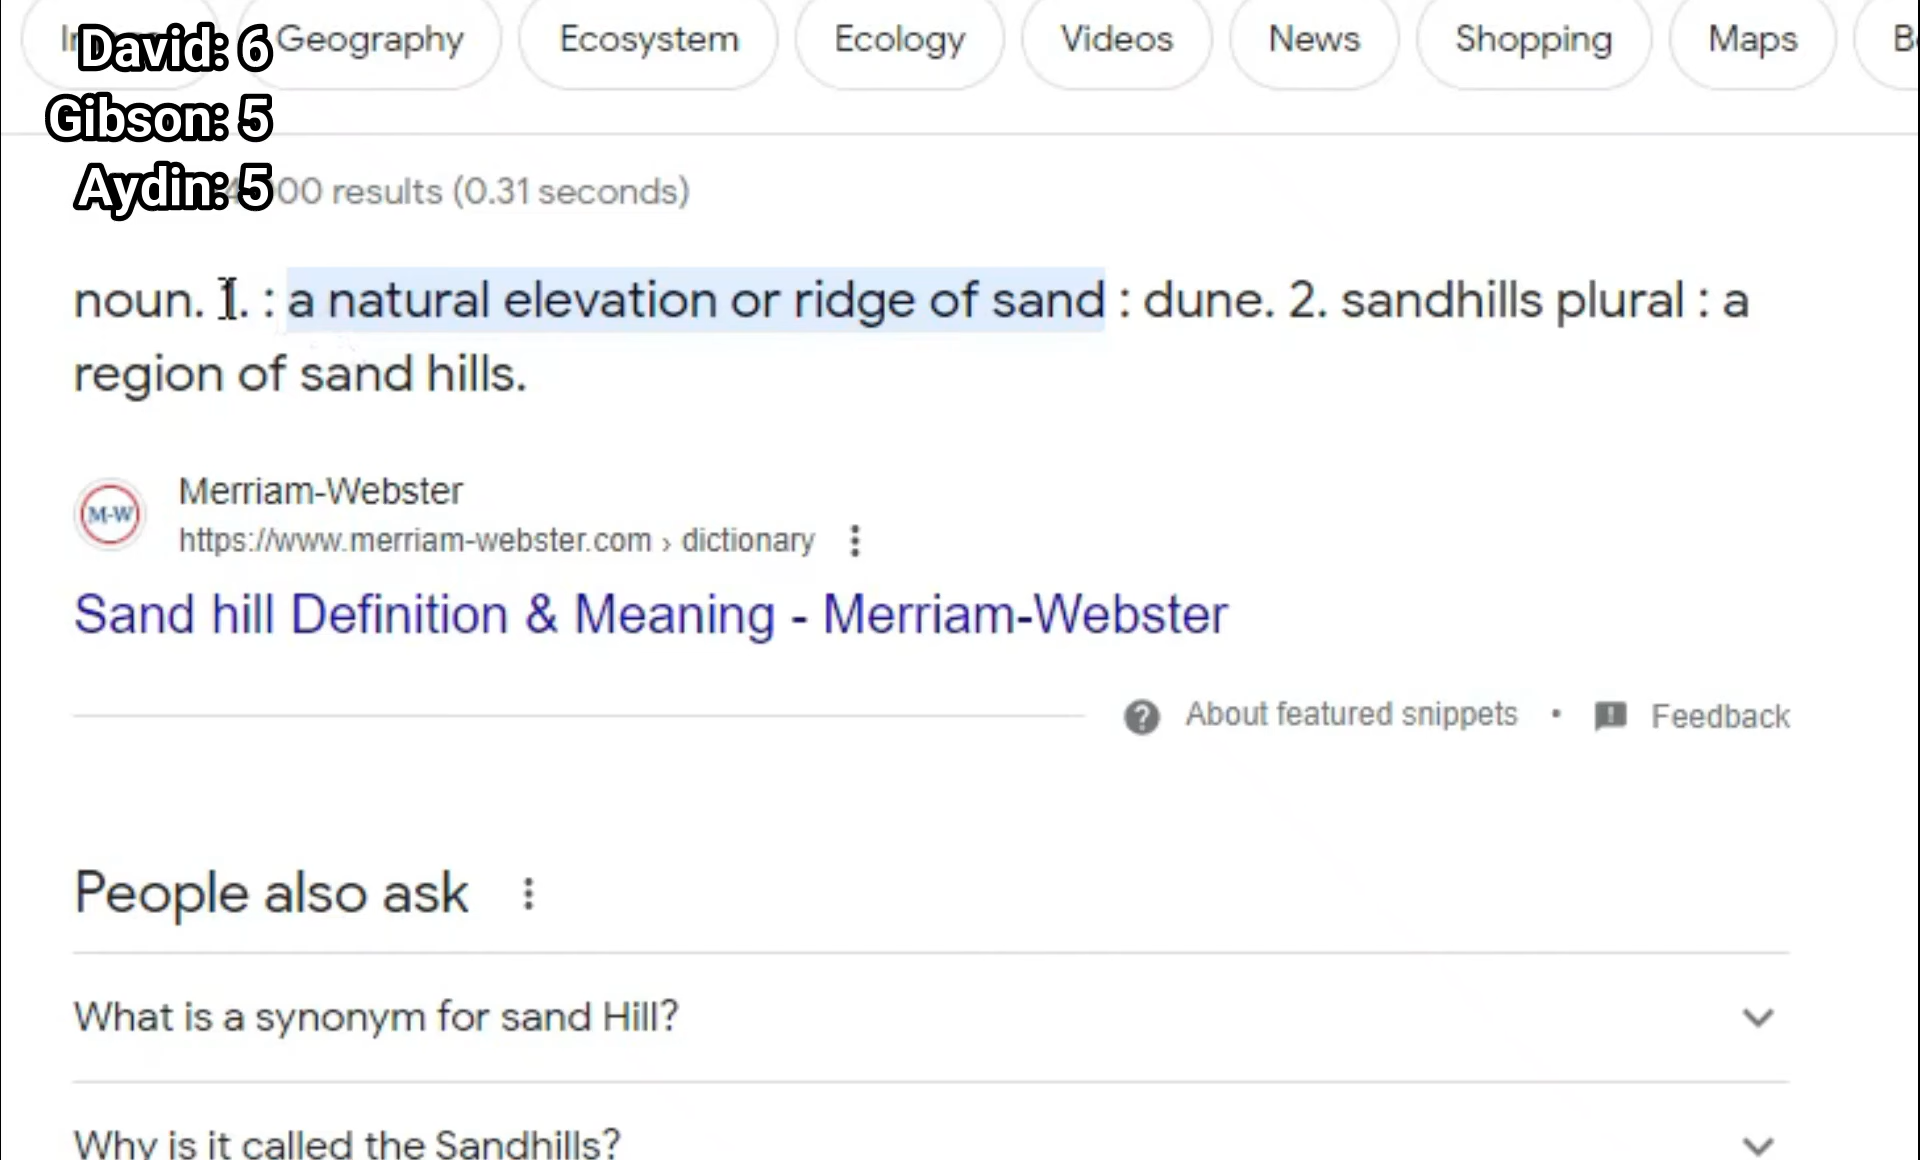 Geography Ecosystem Ecology Videos News Shopping Maps
David: 6
Gibson: 5
Aydin: 5
00 results (0.31 seconds)
noun. 1. : a natural elevation or ridge of sand : dune. 2. sandhills plural : a
region of sand hills.
M-W
Merriam-Webster
https://www.merriam-webster.com › dictionary
Sand hill Definition & Meaning - Merriam-Webster
About featured snippets • Feedback
People also ask
What is a synonym for sand Hill?
Why is it called the Sandhills?